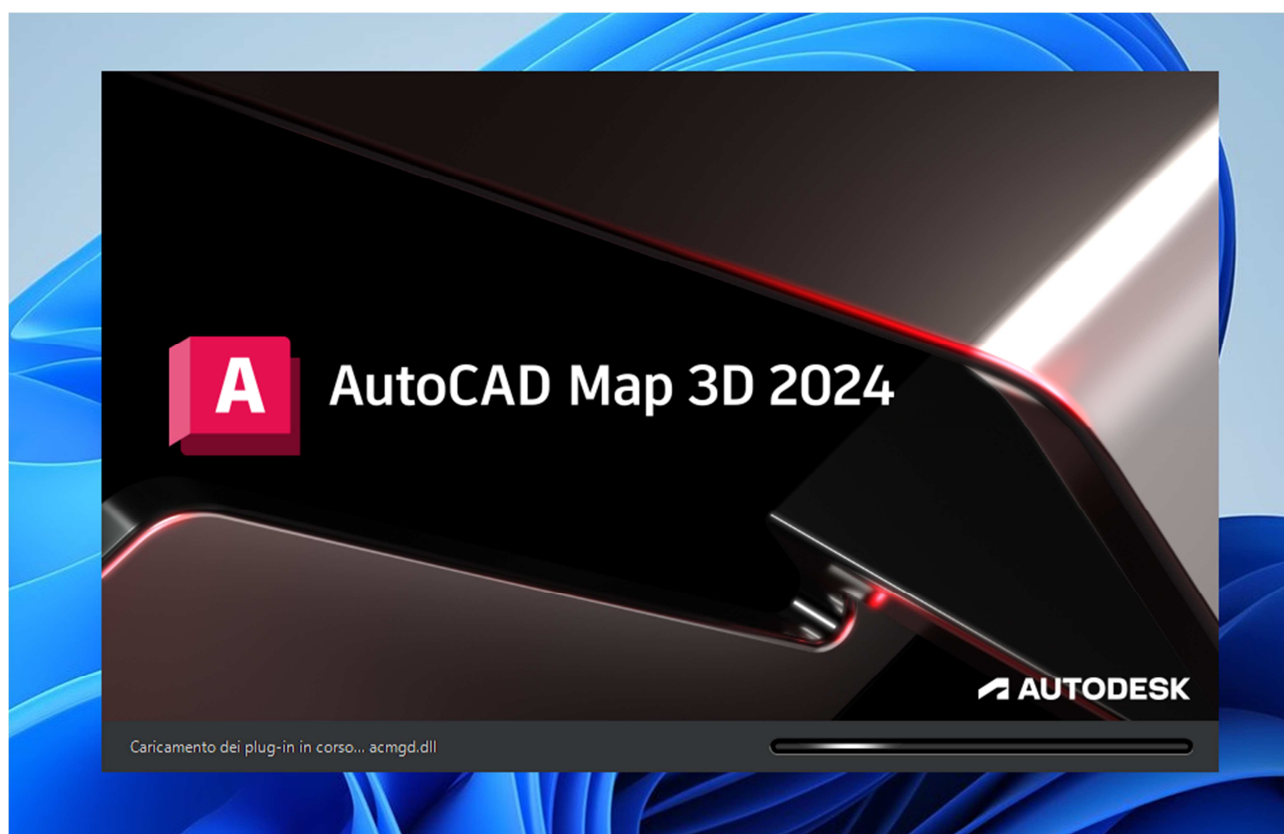 A
AutoCAD Map 3D 2024
AUTODESK
Caricamento dei plug-in in corso... acmgd.dll